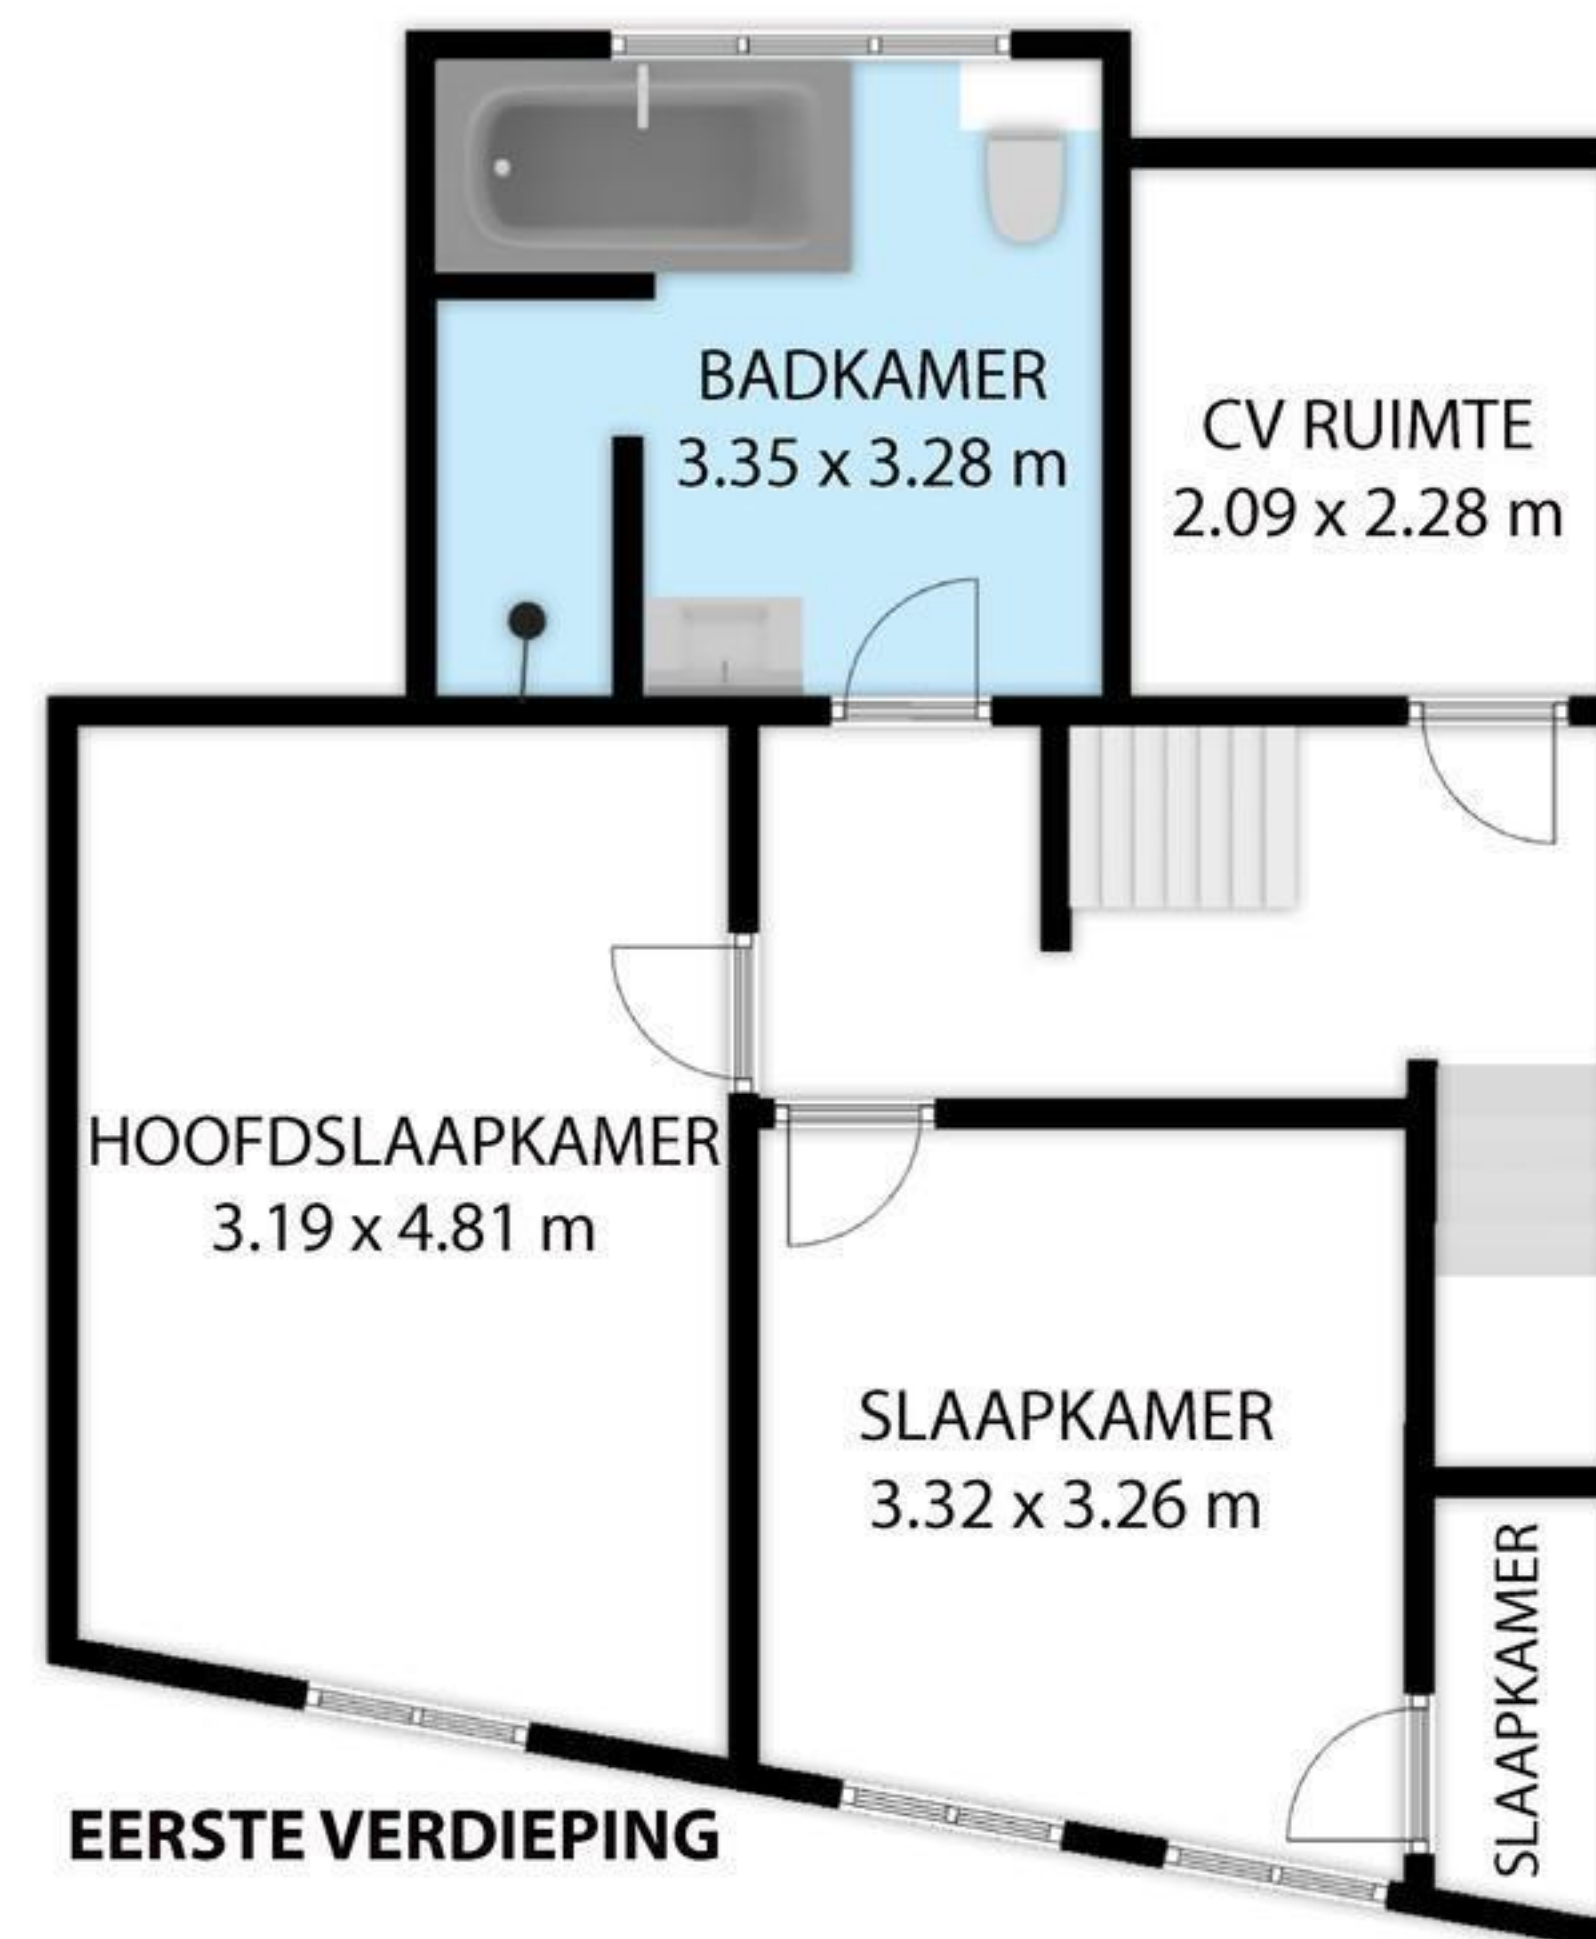 BADKAMER
3.35 x 3.28 m
CV RUIMTE
2.09 x 2.28 m
HOOFDSLAAPKAMER
3.19 x 4.81 m
SLAAPKAMER
3.32 x 3.26 m
SLAAPKAMER
EERSTE VERDIEPING